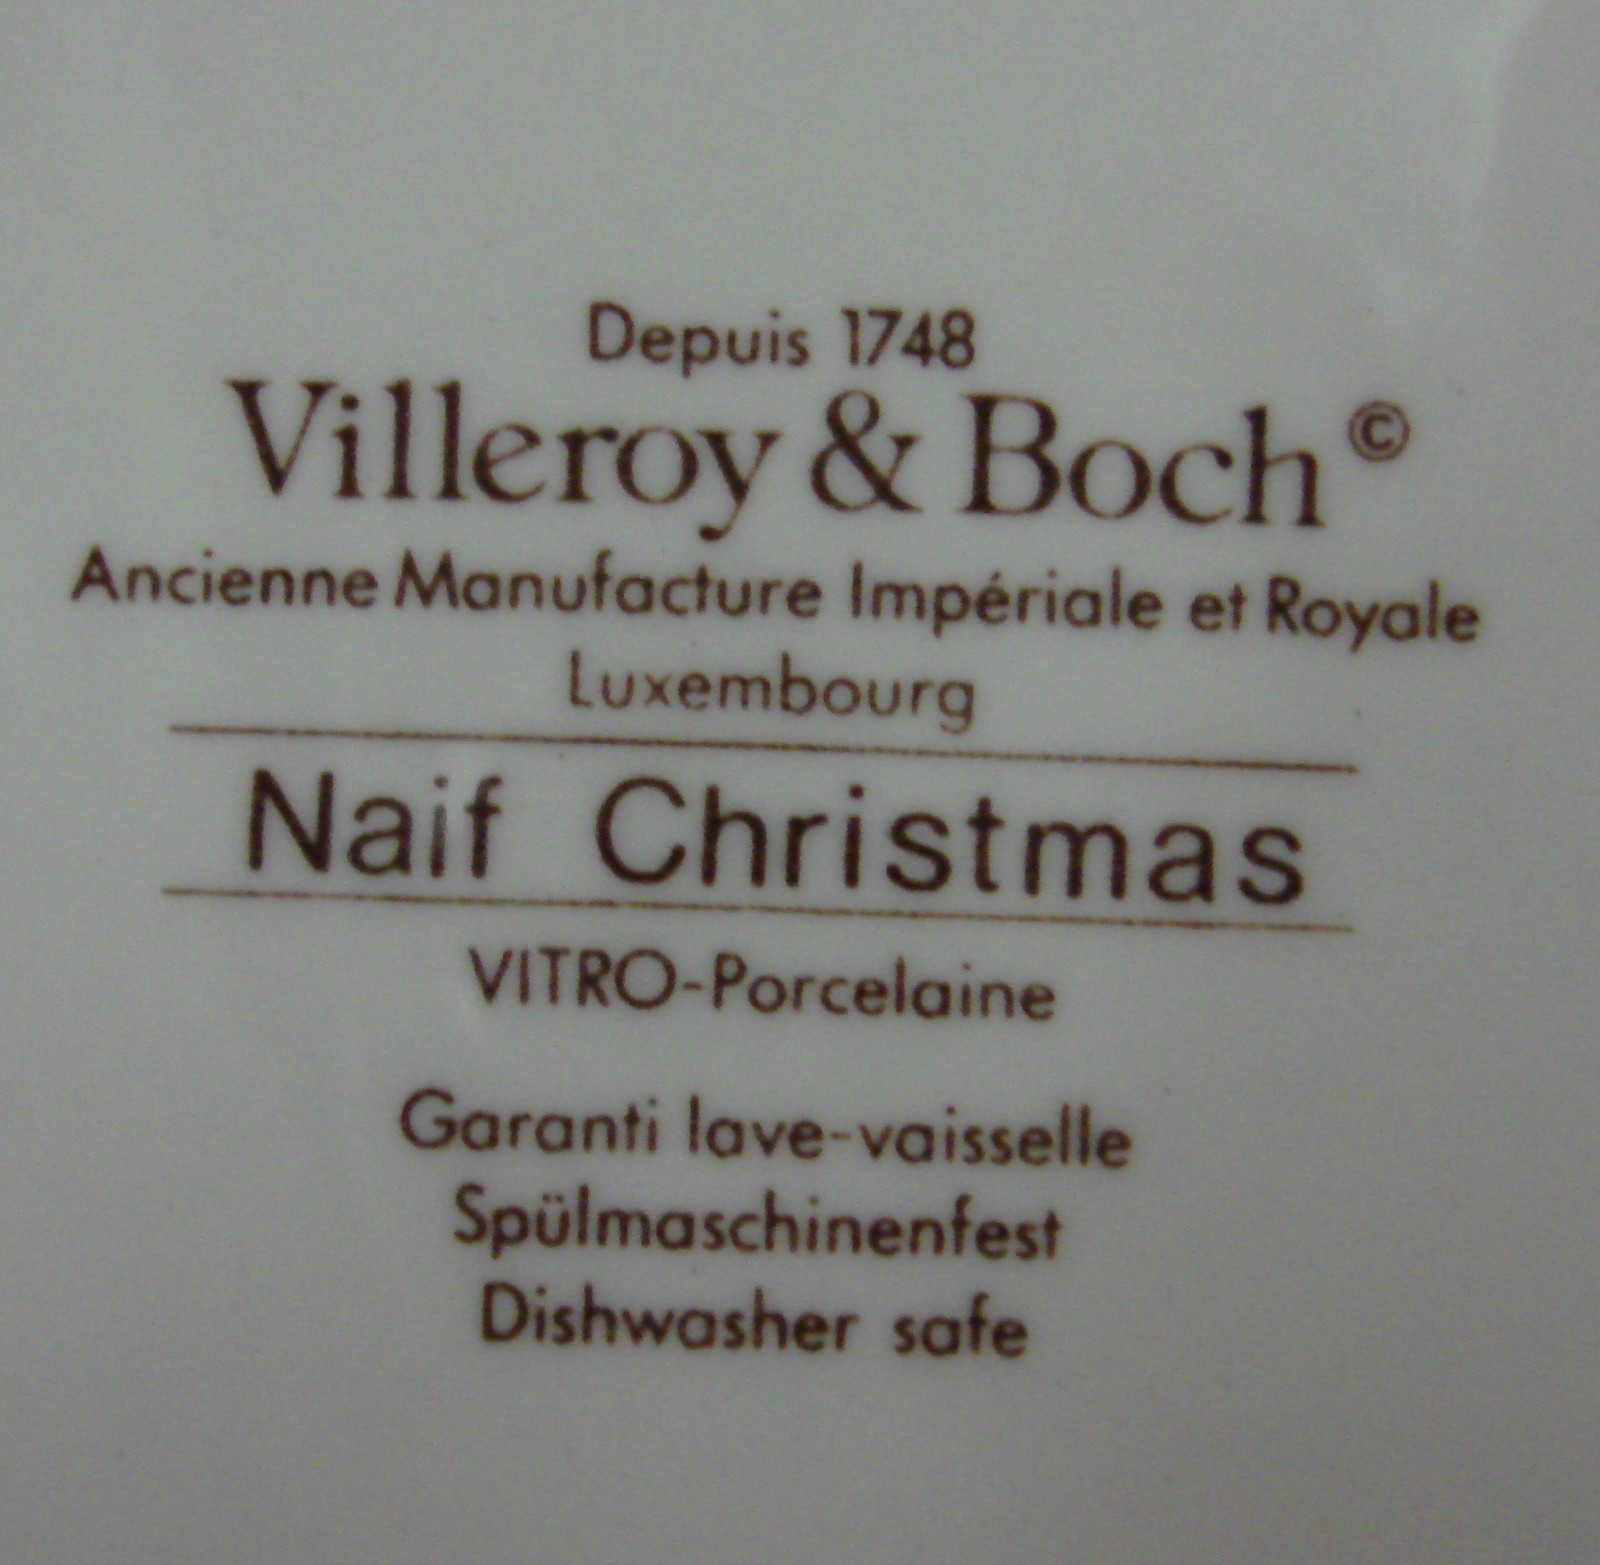 Depuis 1748
Villeroy & Boch©
Ancienne Manufacture Impériale et Royale
Luxembourg
Naif Christmas
VITRO-Porcelaine
Garanti lave-vaisselle
Spülmaschinenfest
Dishwasher safe